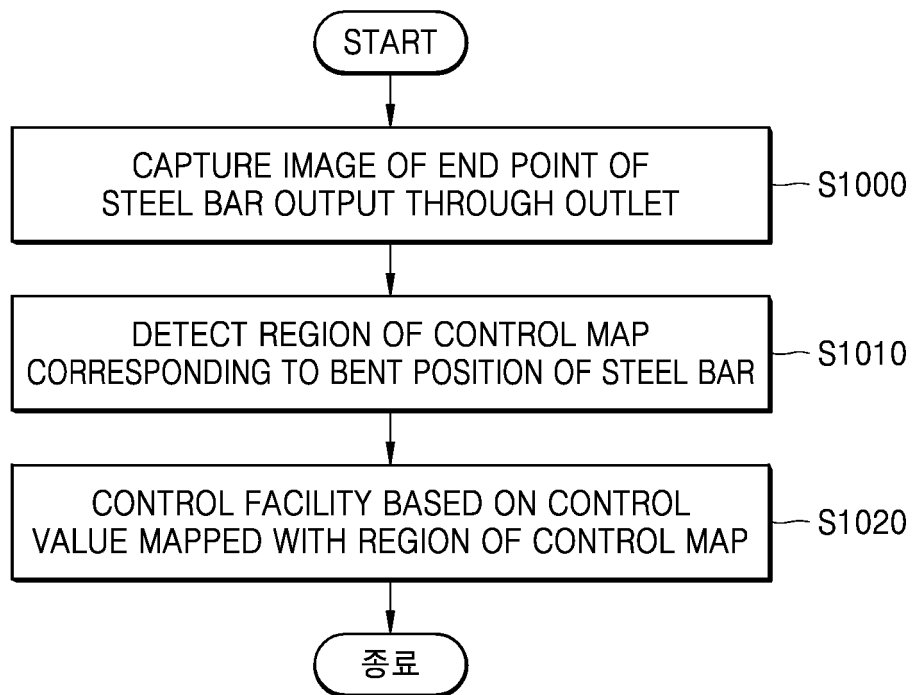 START
CAPTURE IMAGE OF END POINT OF
STEEL BAR OUTPUT THROUGH OUTLET
S1000
DETECT REGION OF CONTROL MAP
CORRESPONDING TO BENT POSITION OF STEEL BAR
S1010
CONTROL FACILITY BASED ON CONTROL
VALUE MAPPED WITH REGION OF CONTROL MAP
S1020
종료